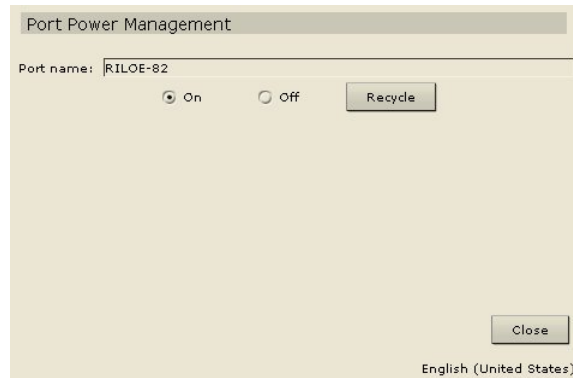 Port Power Management
Port name: RILOE-82
On Off Recycle
Close
English (United States)